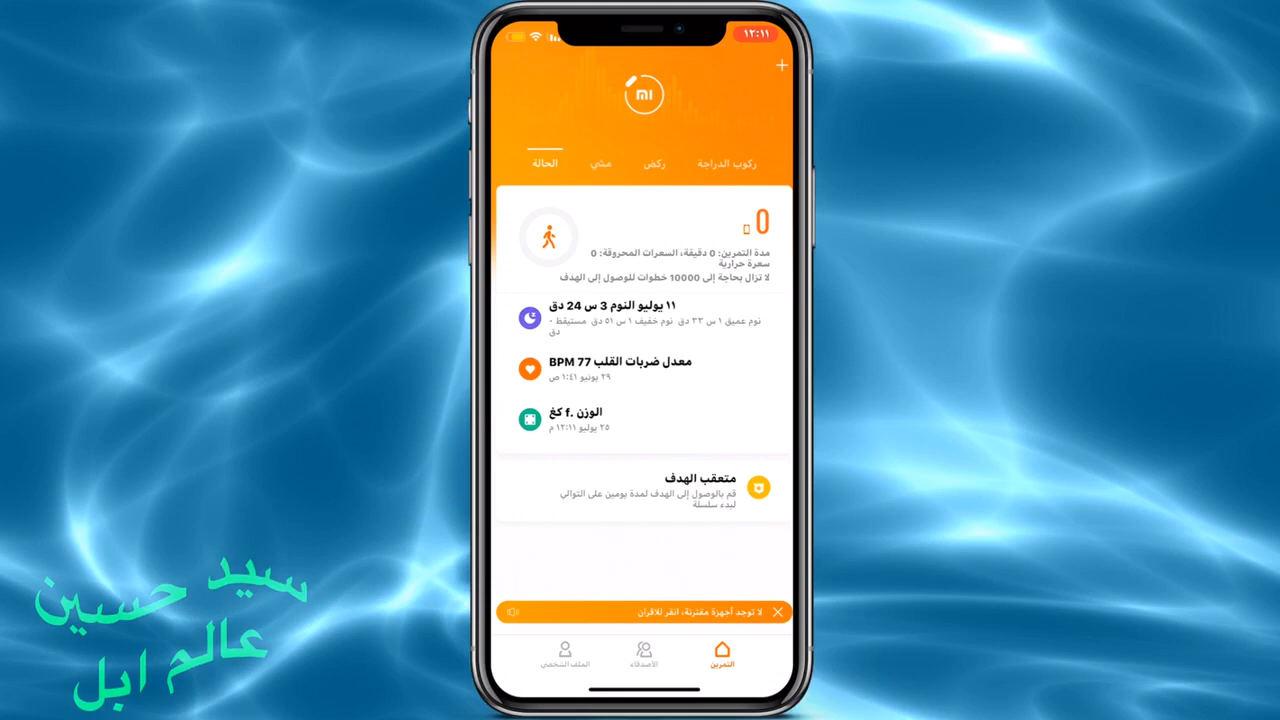 ١٢:١١
+
mi
الحالة
مشي
ركض
ركوب الدراجة
0
مدة التمرين: 0 دقيقة، السعرات المحروقة: 0
سعرة حرارية
لا تزال بحاجة إلى 10000 خطوات للوصول إلى الهدف
١١ يوليو النوم 3 س 24 دق
نوم عميق ١ س ٣٣ دق نوم خفيف ١ س ٥١ دق مستيقظ ٠
دق
معدل ضربات القلب 77 BPM
٢٩ يونيو ١:٤١ ص
الوزن .f كغ
٢٥ يوليو ١٢:١١ م
متعقب الهدف
قم بالوصول إلى الهدف لمدة يومين على التوالي
لبدء سلسلة
لا توجد أجهزة مقترنة، انقر للاقران
التمرين
الأصدقاء
الملف الشخصي
سيد حسين
عالم ابل